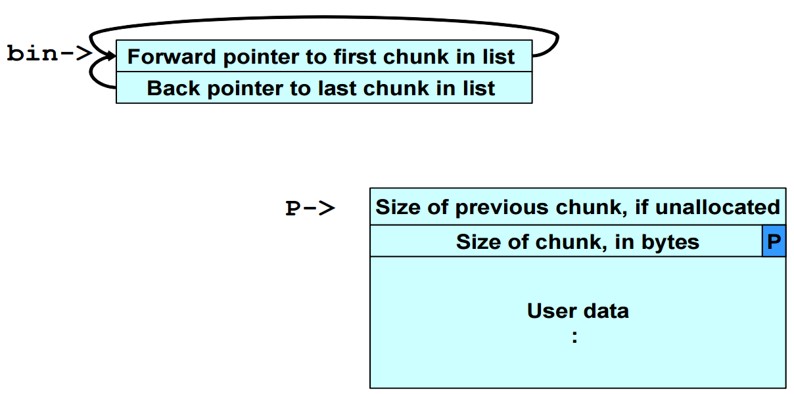 bin->
Forward pointer to first chunk in list
Back pointer to last chunk in list
P->
Size of previous chunk, if unallocated
Size of chunk, in bytes P
User data
: